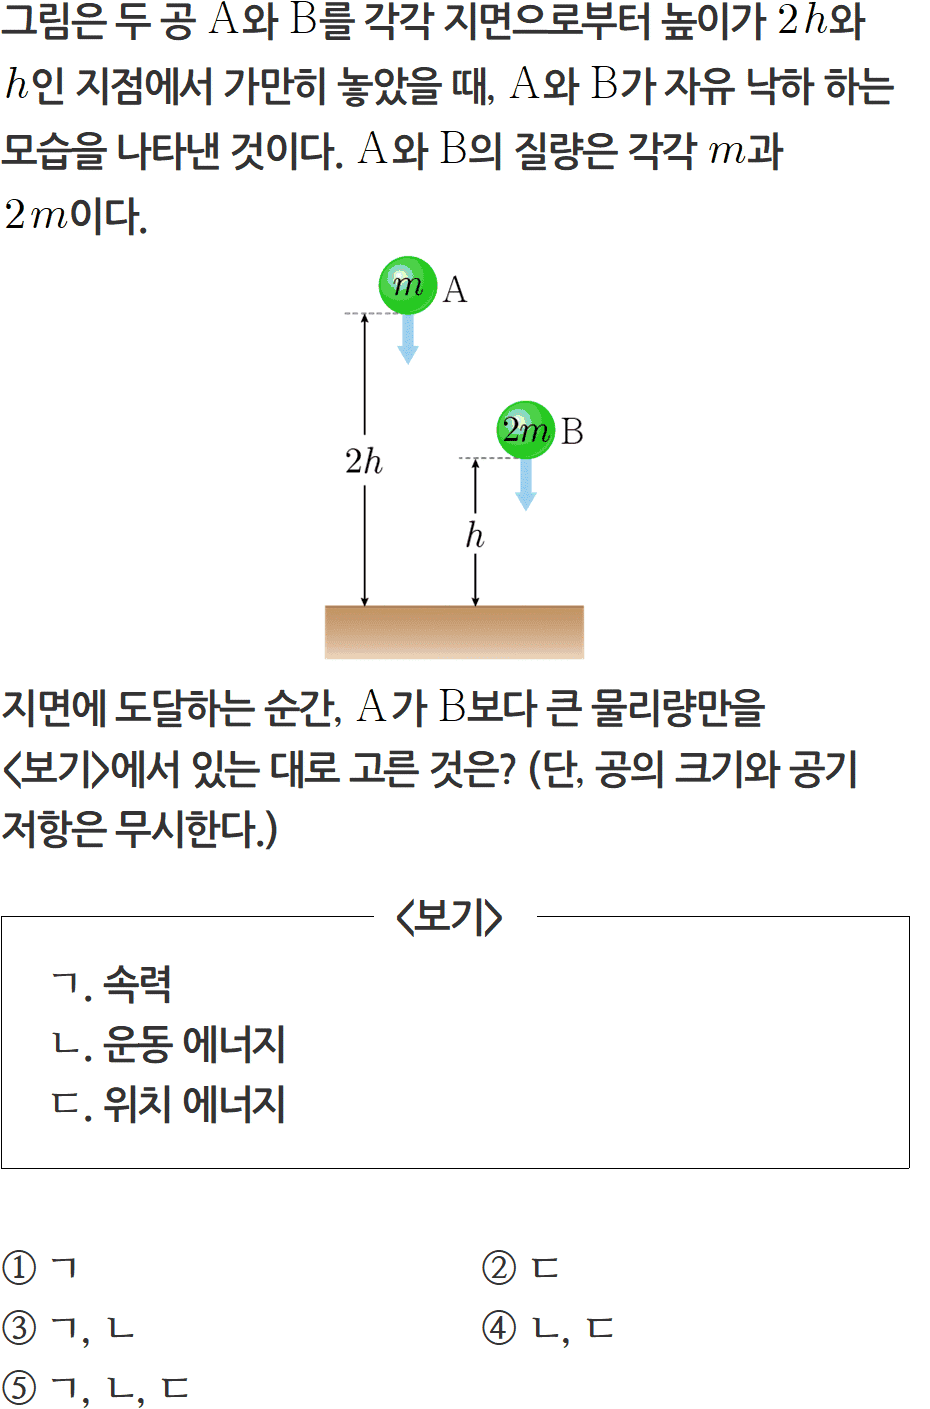 그림은 두 공 A와 B를 각각 지면으로부터 높이가 2h와
h인 지점에서 가만히 놓았을 때, A와 B가 자유 낙하 하는
모습을 나타낸 것이다. A와 B의 질량은 각각 m과
2m이다.
m A
2m B
2h
h
지면에 도달하는 순간, A가 B보다 큰 물리량만을
<보기>에서 있는 대로 고른 것은? (단, 공의 크기와 공기
저항은 무시한다.)
<보기>
ㄱ. 속력
ㄴ. 운동 에너지
ㄷ. 위치 에너지
① ㄱ ② ㄷ
③ ㄱ, ㄴ ④ ㄴ, ㄷ
⑤ ㄱ, ㄴ, ㄷ